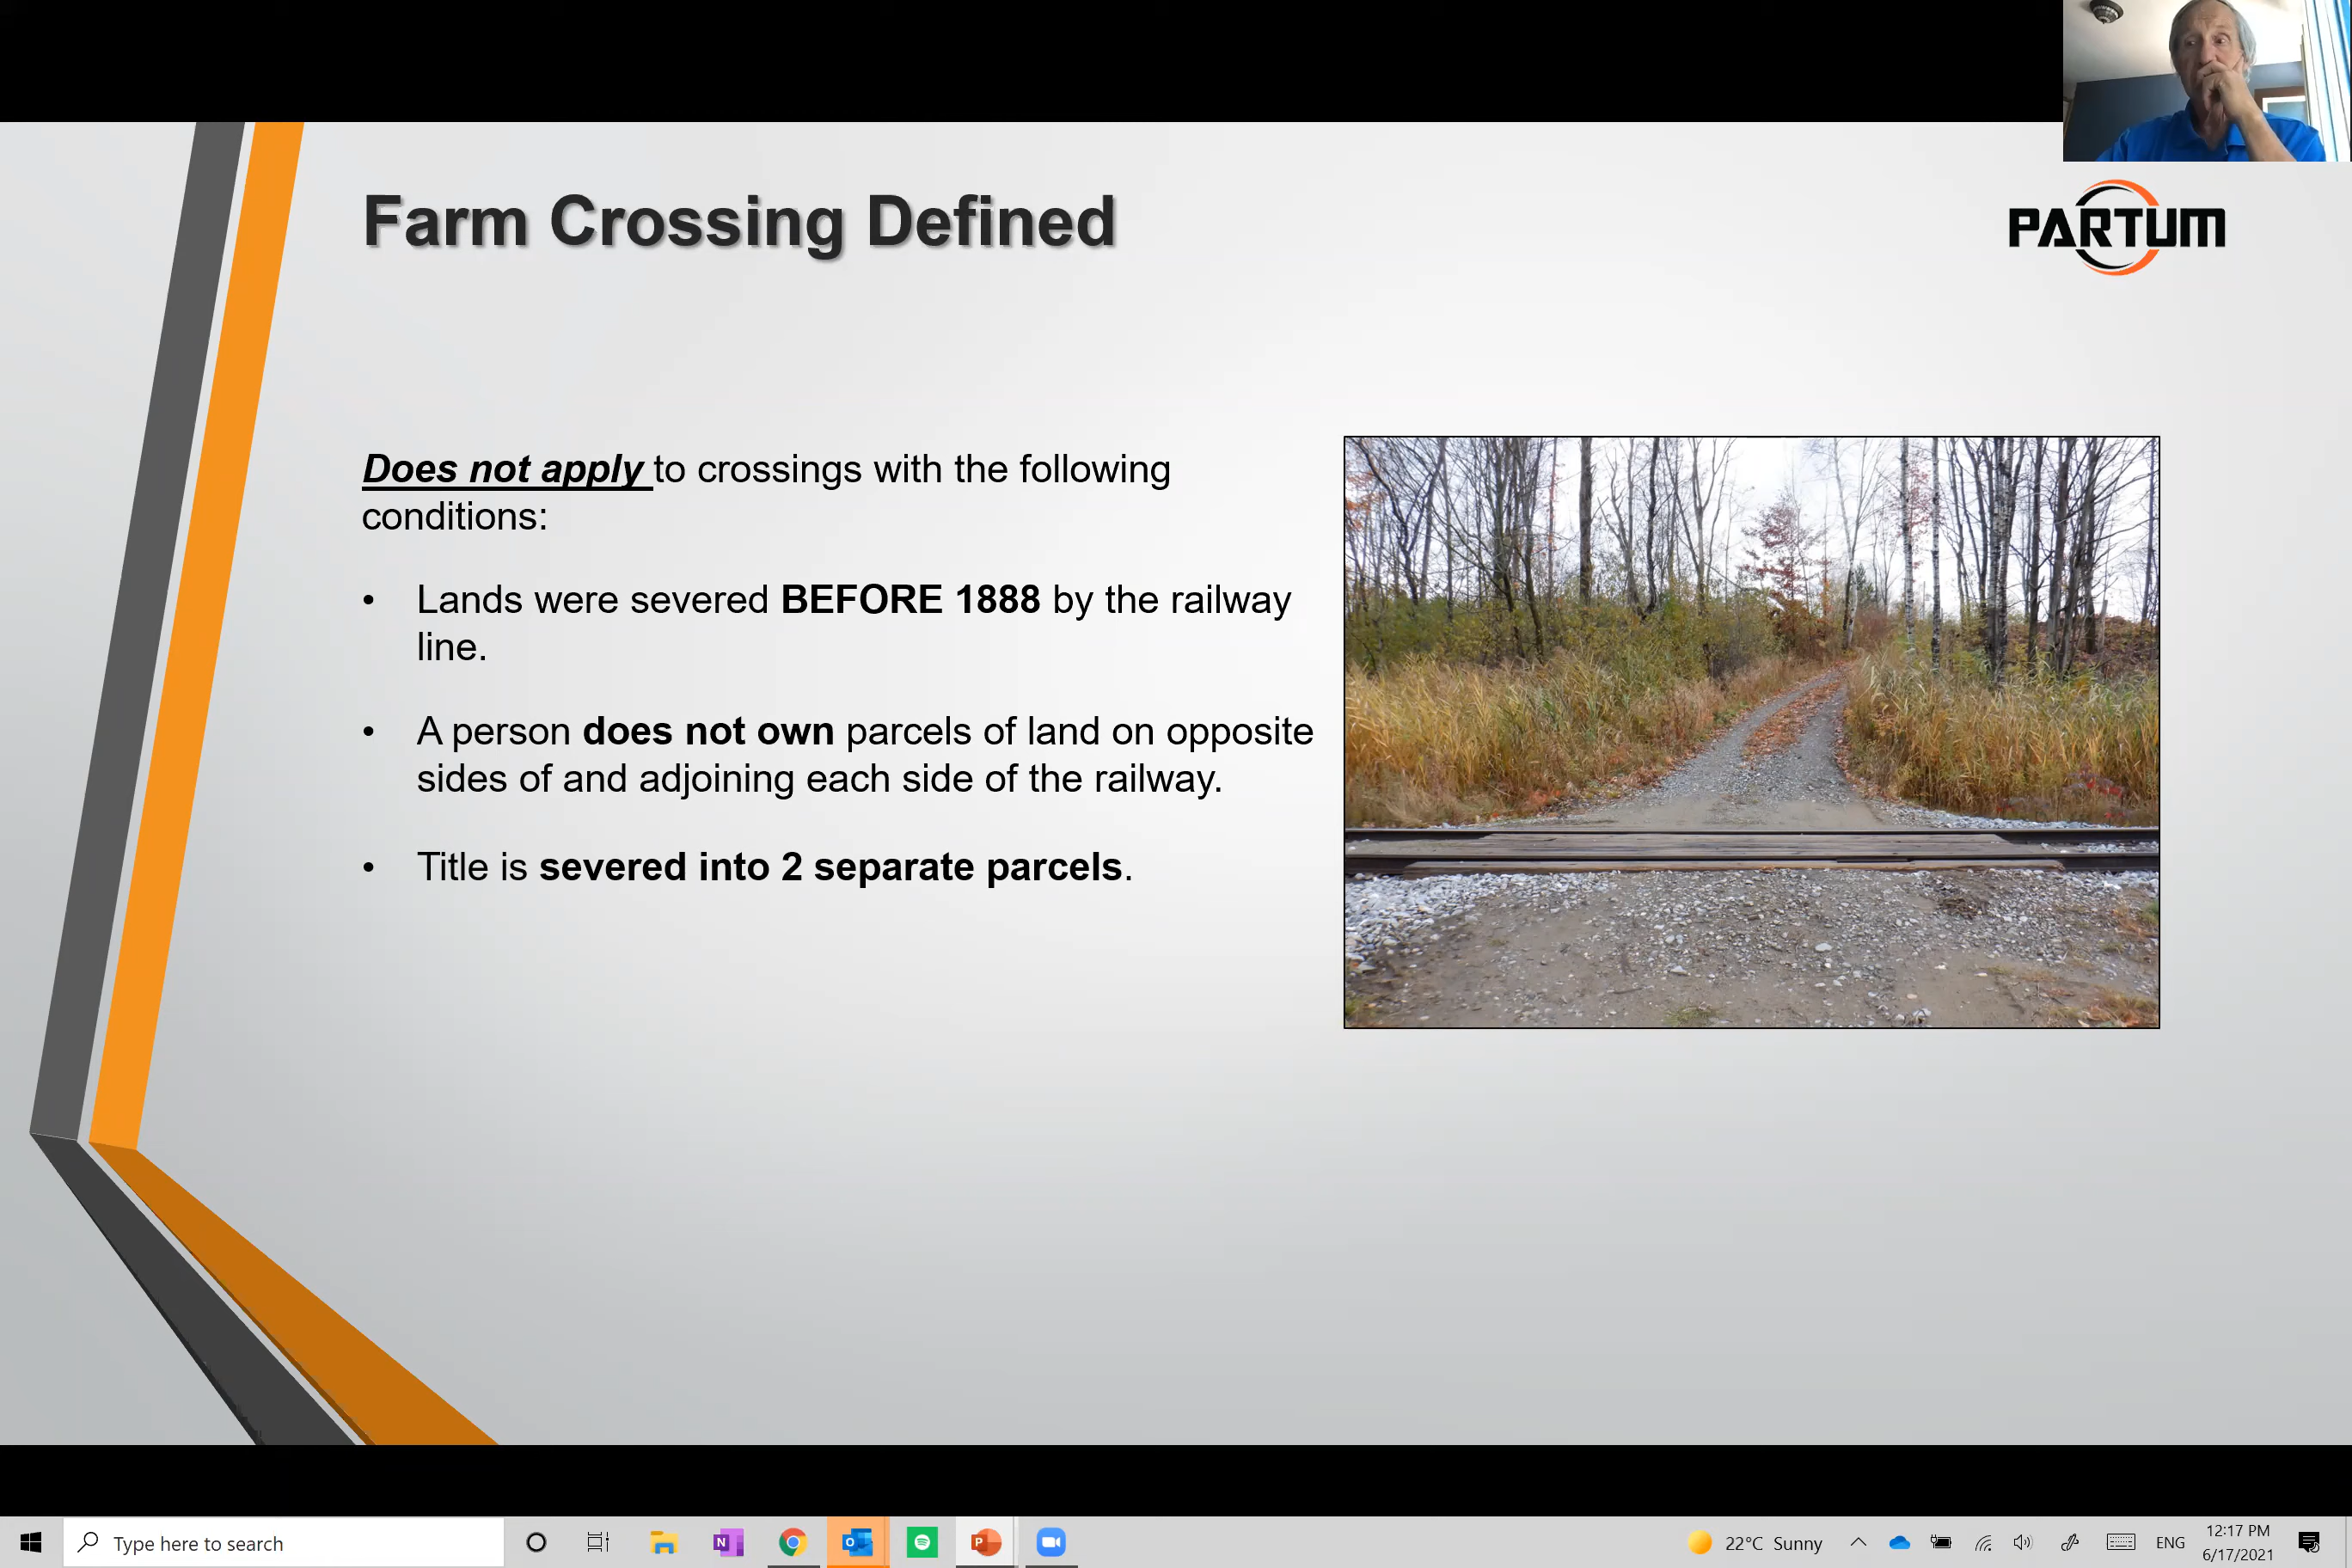 Farm Crossing Defined
PARTUM
Does not apply to crossings with the following
conditions:
• Lands were severed BEFORE 1888 by the railway
line.
• A person does not own parcels of land on opposite
sides of and adjoining each side of the railway.
• Title is severed into 2 separate parcels.
Type here to search
22°C Sunny
ENG
12:17 PM
6/17/2021